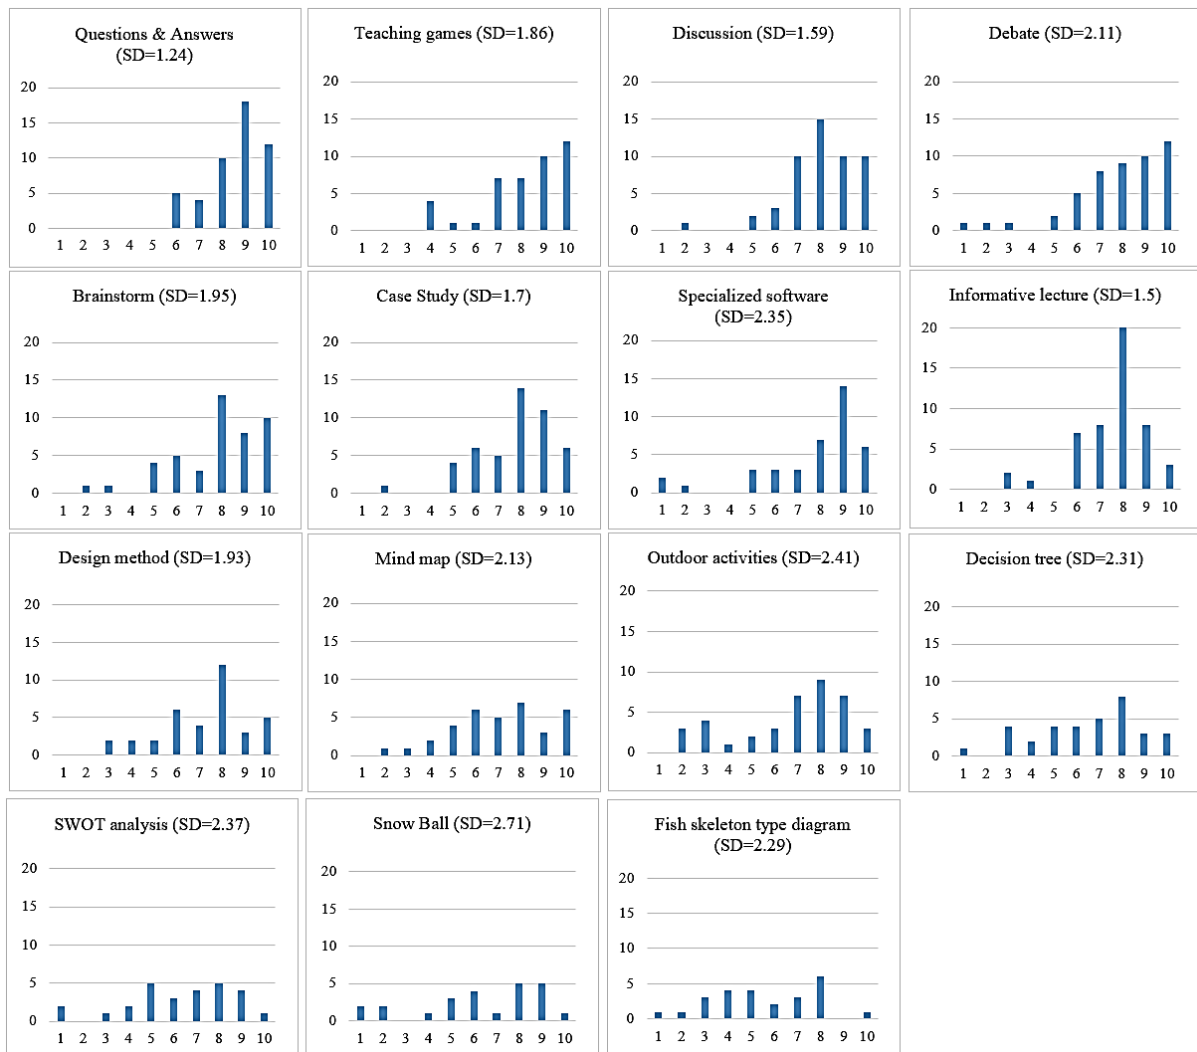 Questions & Answers
(SD=1.24)
20
15
10
5
0
1 2 3 4 5 6 7 8 9 10
Teaching games (SD=1.86)
20
15
10
5
0
1 2 3 4 5 6 7 8 9 10
Discussion (SD=1.59)
20
15
10
5
0
1 2 3 4 5 6 7 8 9 10
Debate (SD=2.11)
20
15
10
5
0
1 2 3 4 5 6 7 8 9 10
Brainstorm (SD=1.95)
20
15
10
5
0
1 2 3 4 5 6 7 8 9 10
Case Study (SD=1.7)
20
15
10
5
0
1 2 3 4 5 6 7 8 9 10
Specialized software
(SD=2.35)
20
15
10
5
0
1 2 3 4 5 6 7 8 9 10
Informative lecture (SD=1.5)
20
15
10
5
0
1 2 3 4 5 6 7 8 9 10
Design method (SD=1.93)
20
15
10
5
0
1 2 3 4 5 6 7 8 9 10
Mind map (SD=2.13)
20
15
10
5
0
1 2 3 4 5 6 7 8 9 10
Outdoor activities (SD=2.41)
20
15
10
5
0
1 2 3 4 5 6 7 8 9 10
Decision tree (SD=2.31)
20
15
10
5
0
1 2 3 4 5 6 7 8 9 10
SWOT analysis (SD=2.37)
20
15
10
5
0
1 2 3 4 5 6 7 8 9 10
Snow Ball (SD=2.71)
20
15
10
5
0
1 2 3 4 5 6 7 8 9 10
Fish skeleton type diagram
(SD=2.29)
20
15
10
5
0
1 2 3 4 5 6 7 8 9 10